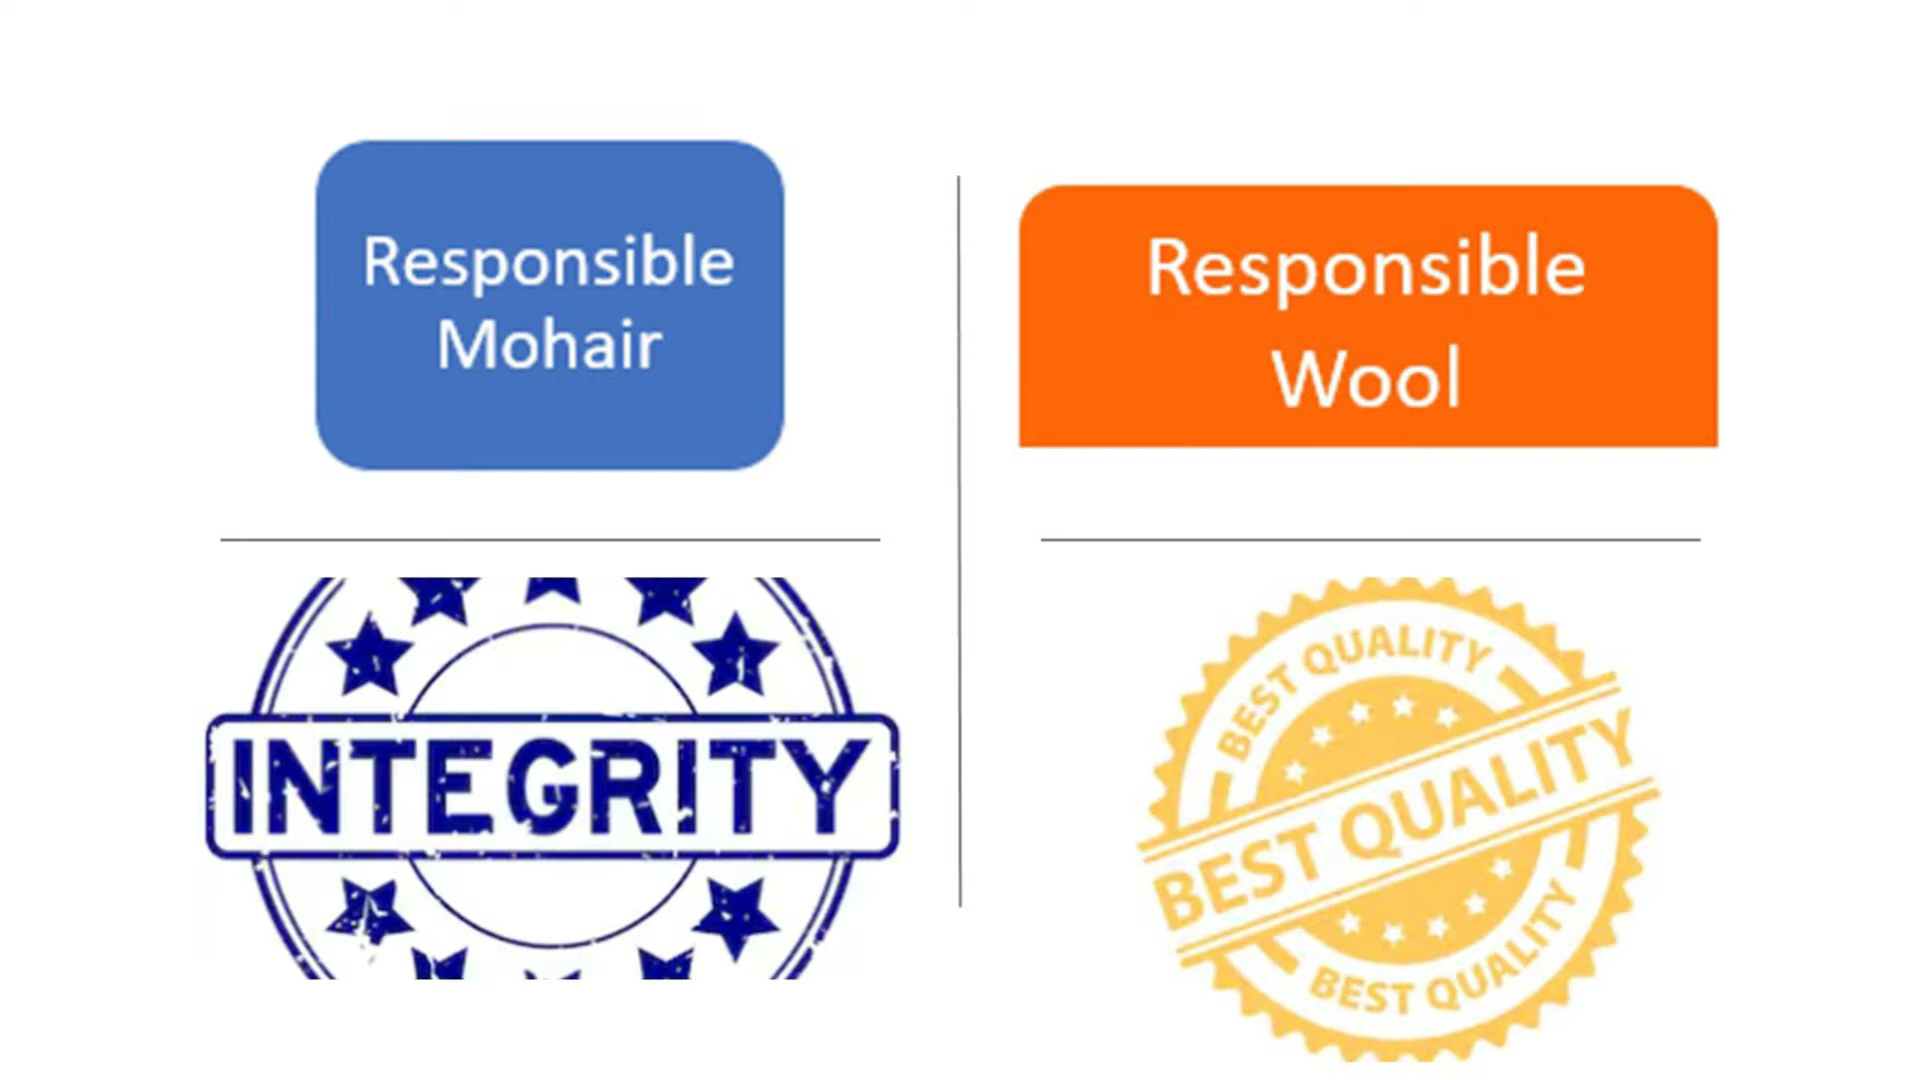 Responsible
Mohair
Responsible
Wool
INTEGRITY
BEST QUALITY
BEST QUALITY
BEST QUALITY